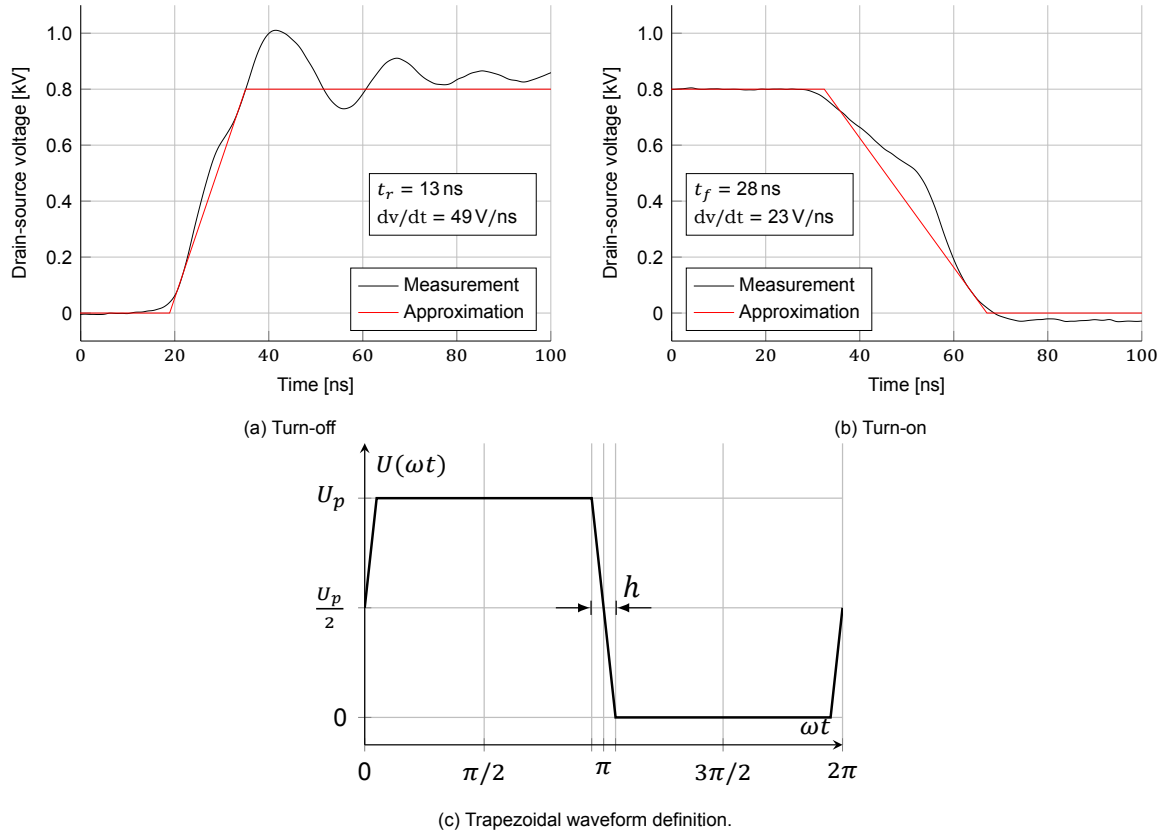 1.0
0.8
0.6
0.4
0.2
0
Drain-source voltage [kV]
t_r = 13 ns
dv/dt = 49 V/ns
Measurement
Approximation
0 20 40 60 80 100
Time [ns]
(a) Turn-off
1.0
0.8
0.6
0.4
0.2
0
Drain-source voltage [kV]
t_f = 28 ns
dv/dt = 23 V/ns
Measurement
Approximation
0 20 40 60 80 100
Time [ns]
(b) Turn-on
U(ωt)
U_p
U_p/2
h
0
ωt
0 π/2 π 3π/2 2π
(c) Trapezoidal waveform definition.